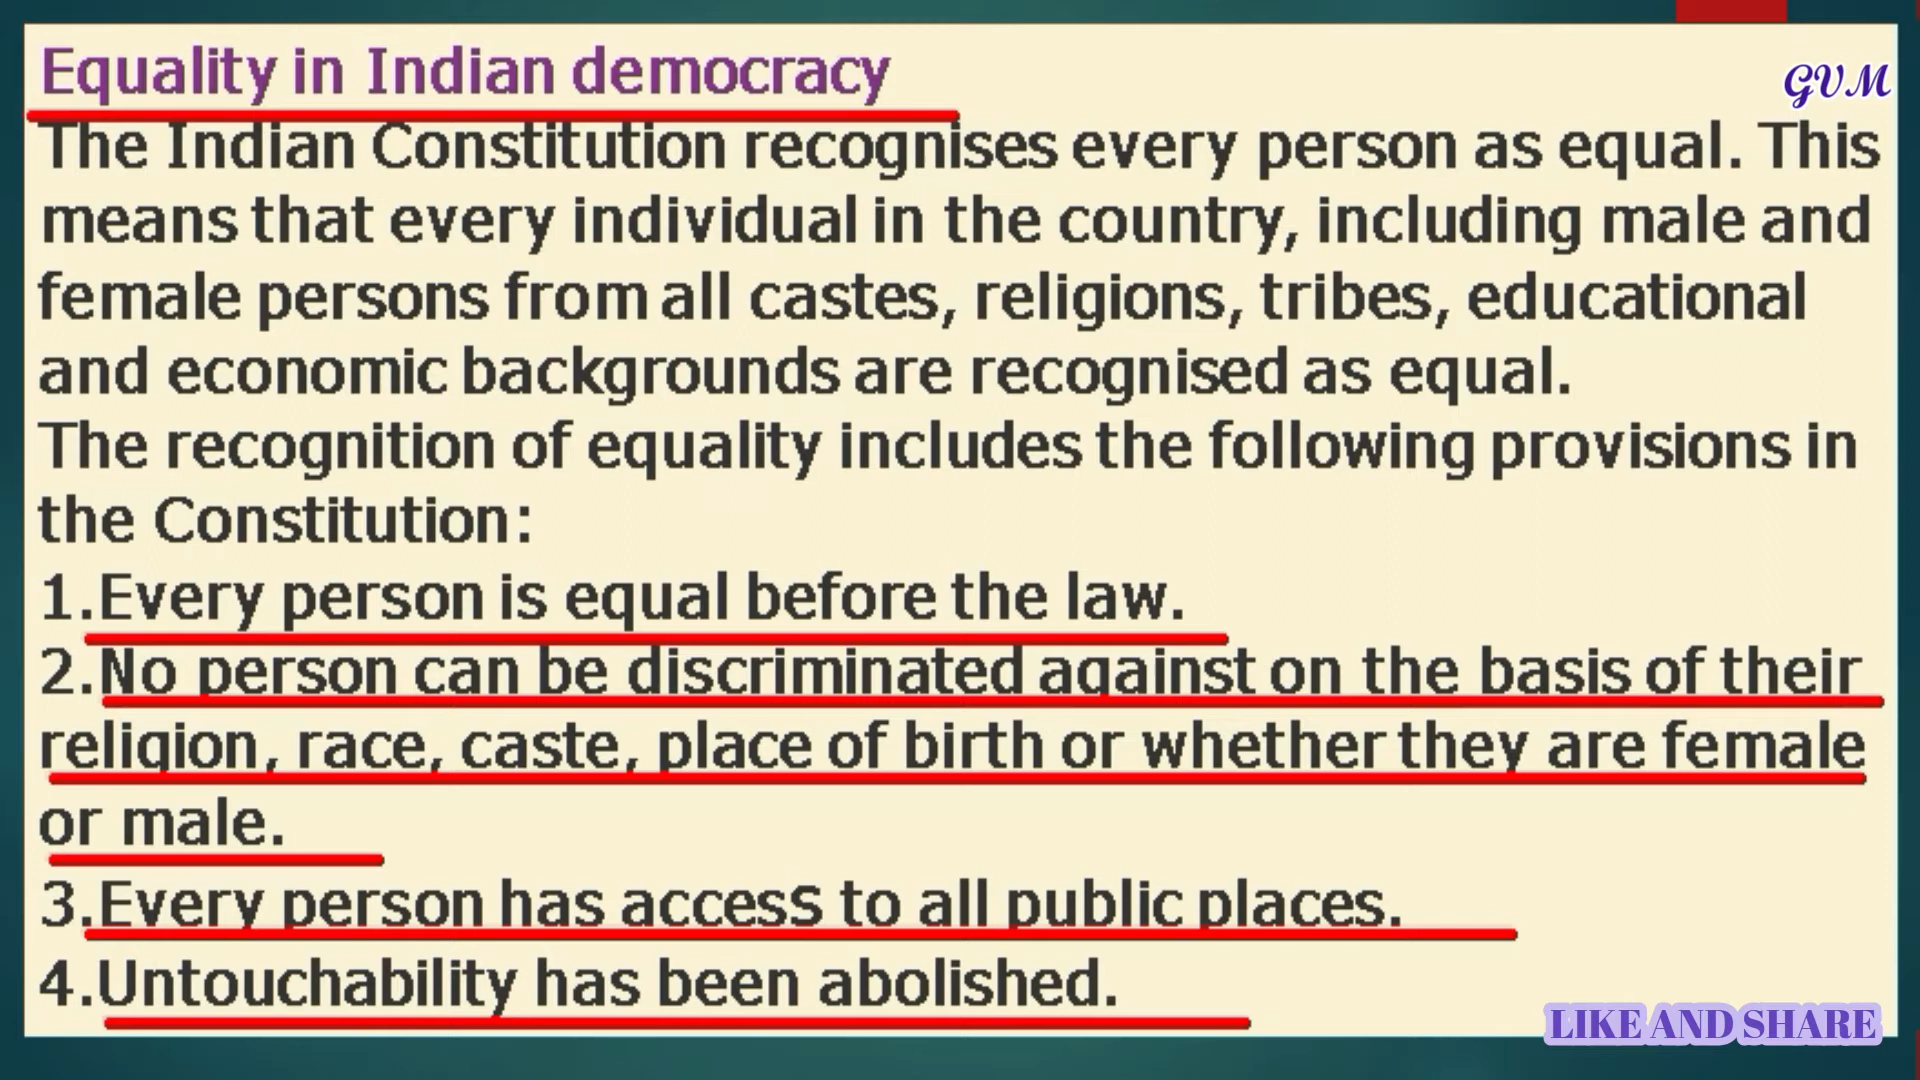 Equality in Indian democracy
GVM
The Indian Constitution recognises every person as equal. This
means that every individual in the country, including male and
female persons from all castes, religions, tribes, educational
and economic backgrounds are recognised as equal.
The recognition of equality includes the following provisions in
the Constitution:
1.Every person is equal before the law.
2.No person can be discriminated against on the basis of their
religion, race, caste, place of birth or whether they are female
or male.
3.Every person has access to all public places.
4.Untouchability has been abolished.
LIKE AND SHARE